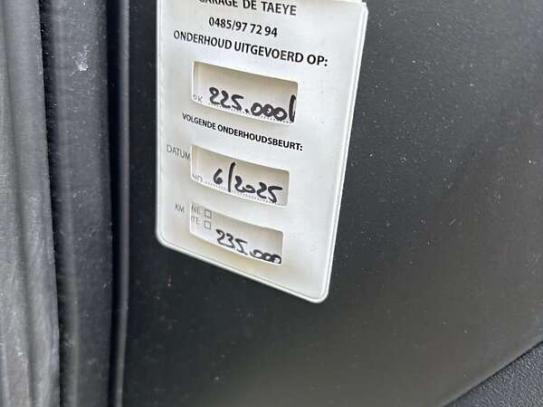 GARAGE DE TAEYE
0485/97 72 94
ONDERHOUD UITGEVOERD OP:
225.000
VOLGENDE ONDERHOUDSBEURT:
DATUM 6/2025
KM
235.000